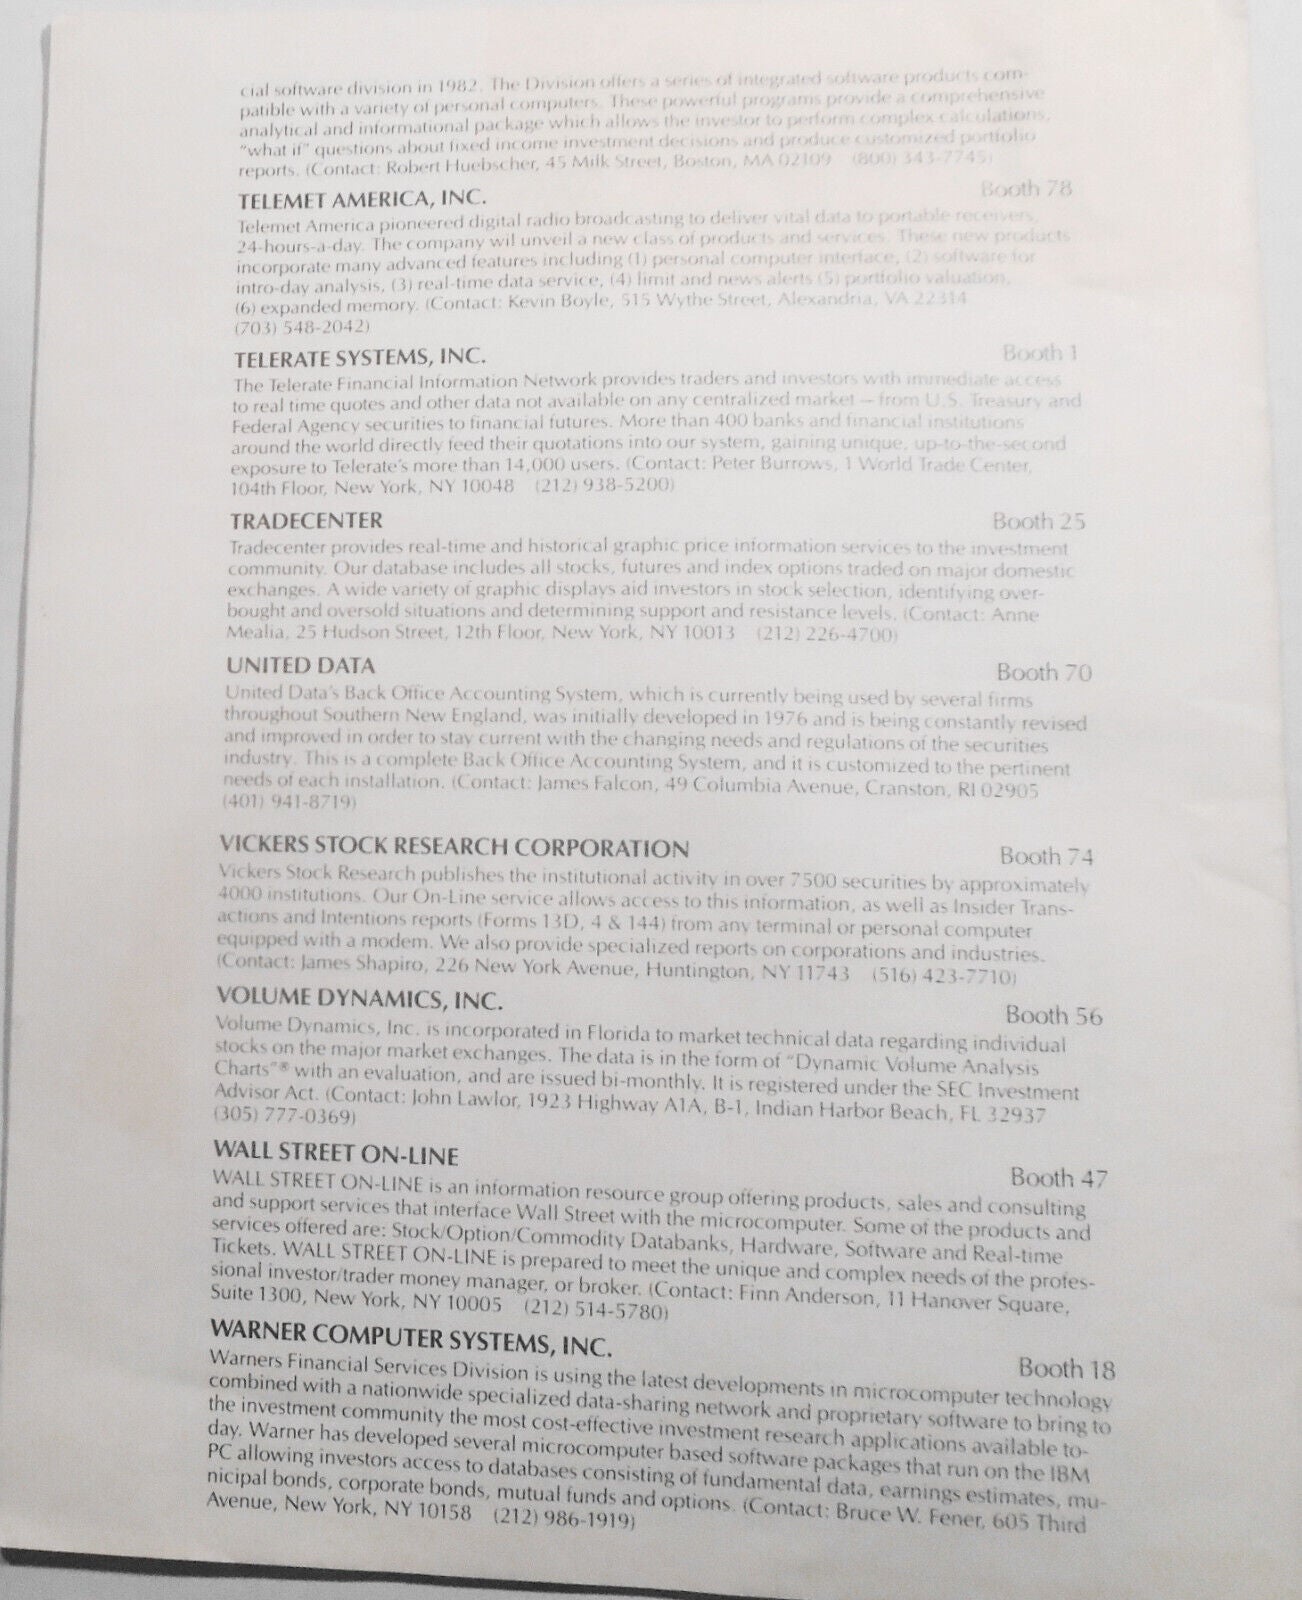 cial software division in 1982. The Division offers a series of integrated software products com-
patible with a variety of personal computers. These powerful programs provide a comprehensive
analytical and informational package which allows the investor to perform complex calculations,
"what if" questions about fixed income investment decisions and produce customized portfolio
reports. (Contact: Robert Huebscher, 45 Milk Street, Boston, MA 02109 (800) 343-7745)
TELEMET AMERICA, INC. Booth 78
Telemet America pioneered digital radio broadcasting to deliver vital data to portable receivers,
24-hours-a-day. The company wil unveil a new class of products and services. These new products
incorporate many advanced features including (1) personal computer interface, (2) software for
intro-day analysis, (3) real-time data service, (4) limit and news alerts (5) portfolio valuation,
(6) expanded memory. (Contact: Kevin Boyle, 515 Wythe Street, Alexandria, VA 22314
(703) 548-2042)
TELERATE SYSTEMS, INC. Booth 1
The Telerate Financial Information Network provides traders and investors with immediate access
to real time quotes and other data not available on any centralized market — from U.S. Treasury and
Federal Agency securities to financial futures. More than 400 banks and financial institutions
around the world directly feed their quotations into our system, gaining unique, up-to-the-second
exposure to Telerate's more than 14,000 users. (Contact: Peter Burrows, 1 World Trade Center,
104th Floor, New York, NY 10048 (212) 938-5200)
TRADECENTER Booth 25
Tradecenter provides real-time and historical graphic price information services to the investment
community. Our database includes all stocks, futures and index options traded on major domestic
exchanges. A wide variety of graphic displays aid investors in stock selection, identifying over-
bought and oversold situations and determining support and resistance levels. (Contact: Anne
Mealia, 25 Hudson Street, 12th Floor, New York, NY 10013 (212) 226-4700)
UNITED DATA Booth 70
United Data's Back Office Accounting System, which is currently being used by several firms
throughout Southern New England, was initially developed in 1976 and is being constantly revised
and improved in order to stay current with the changing needs and regulations of the securities
industry. This is a complete Back Office Accounting System, and it is customized to the pertinent
needs of each installation. (Contact: James Falcon, 49 Columbia Avenue, Cranston, RI 02905
(401) 941-8719)
VICKERS STOCK RESEARCH CORPORATION Booth 74
Vickers Stock Research publishes the institutional activity in over 7500 securities by approximately
4000 institutions. Our On-Line service allows access to this information, as well as Insider Trans-
actions and Intentions reports (Forms 13D, 4 & 144) from any terminal or personal computer
equipped with a modem. We also provide specialized reports on corporations and industries.
(Contact: James Shapiro, 226 New York Avenue, Huntington, NY 11743 (516) 423-7710)
VOLUME DYNAMICS, INC. Booth 56
Volume Dynamics, Inc. is incorporated in Florida to market technical data regarding individual
stocks on the major market exchanges. The data is in the form of "Dynamic Volume Analysis
Charts"® with an evaluation, and are issued bi-monthly. It is registered under the SEC Investment
Advisor Act. (Contact: John Lawlor, 1923 Highway A1A, B-1, Indian Harbor Beach, FL 32937
(305) 777-0369)
WALL STREET ON-LINE Booth 47
WALL STREET ON-LINE is an information resource group offering products, sales and consulting
and support services that interface Wall Street with the microcomputer. Some of the products and
services offered are: Stock/Option/Commodity Databanks, Hardware, Software and Real-time
Tickets. WALL STREET ON-LINE is prepared to meet the unique and complex needs of the profes-
sional investor/trader money manager, or broker. (Contact: Finn Anderson, 11 Hanover Square,
Suite 1300, New York, NY 10005 (212) 514-5780)
WARNER COMPUTER SYSTEMS, INC. Booth 18
Warners Financial Services Division is using the latest developments in microcomputer technology
combined with a nationwide specialized data-sharing network and proprietary software to bring to
the investment community the most cost-effective investment research applications available to-
day. Warner has developed several microcomputer based software packages that run on the IBM
PC allowing investors access to databases consisting of fundamental data, earnings estimates, mu-
nicipal bonds, corporate bonds, mutual funds and options. (Contact: Bruce W. Fener, 605 Third
Avenue, New York, NY 10158 (212) 986-1919)